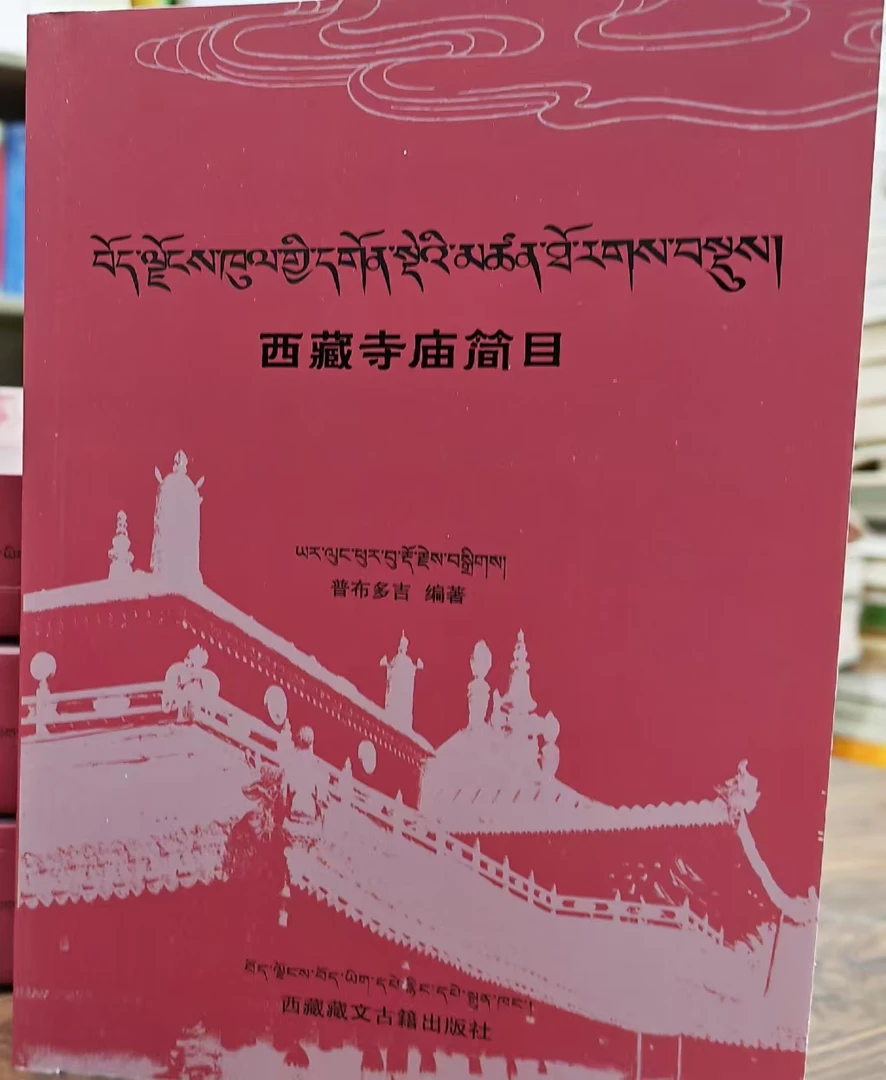 བོད་ལྗོངས་ཁུལ་གྱི་དགོན་སྡེའི་མཚན་ཐོ་རགས་བསྡུས།
西藏寺庙简目
ཡར་ལུང་ཕུར་བུ་རྡོ་རྗེས་བསྒྲིགས།
普布多吉 编著
བོད་ལྗོངས་བོད་ཡིག་དཔེ་རྙིང་དཔེ་སྐྲུན་ཁང་།
西藏藏文古籍出版社